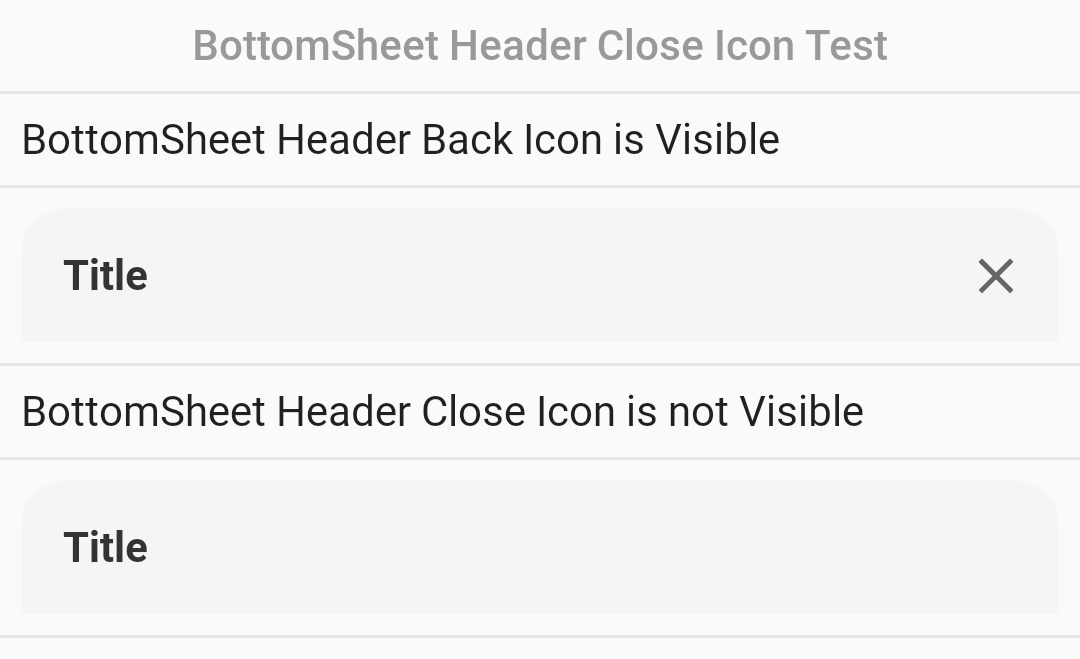 BottomSheet Header Close Icon Test
BottomSheet Header Back Icon is Visible
Title
BottomSheet Header Close Icon is not Visible
Title